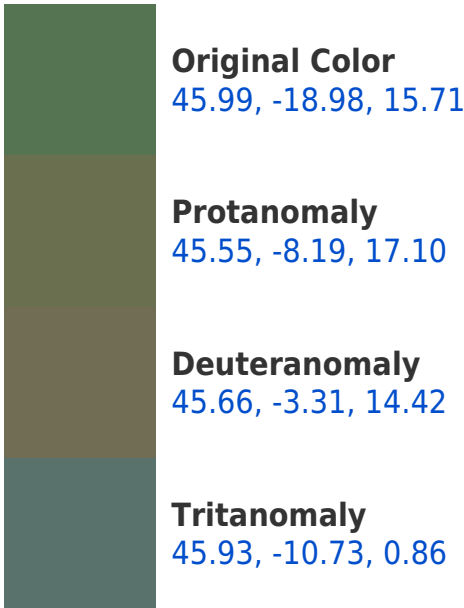 Original Color
45.99, -18.98, 15.71
Protanomaly
45.55, -8.19, 17.10
Deuteranomaly
45.66, -3.31, 14.42
Tritanomaly
45.93, -10.73, 0.86